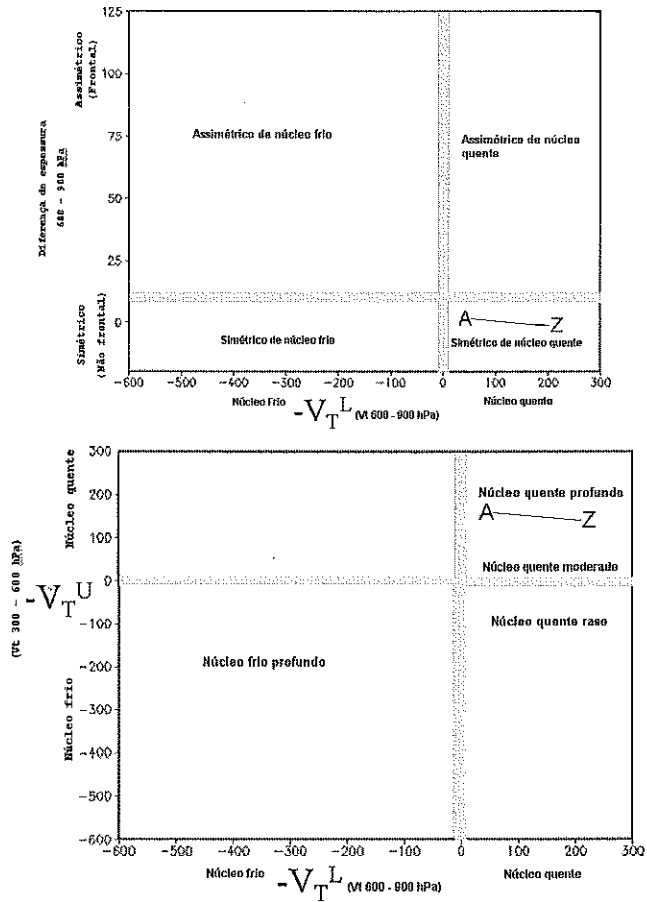 125
100
75
50
25
0
Assimétrico
(Frontal)
Diferença de espessura
600 - 900 hPa
Simétrico
(Não frontal)
Assimétrico de núcleo frio
Assimétrico de núcleo
quente
A
Z
Simétrico de núcleo frio
Simétrico de núcleo quente
-600 -500 -400 -300 -200 -100 0 100 200 300
Núcleo Frio -V_T^L (Vt 600 - 900 hPa) Núcleo quente
300
200
100
0
-100
-200
-300
-400
-500
-600
Núcleo quente
-V_T^U
(Vt 300 - 600 hPa)
Núcleo frio
Núcleo quente profundo
A
Z
Núcleo quente moderado
Núcleo quente raso
Núcleo frio profundo
-600 -500 -400 -300 -200 -100 0 100 200 300
Núcleo frio -V_T^L (Vt 600 - 900 hPa) Núcleo quente